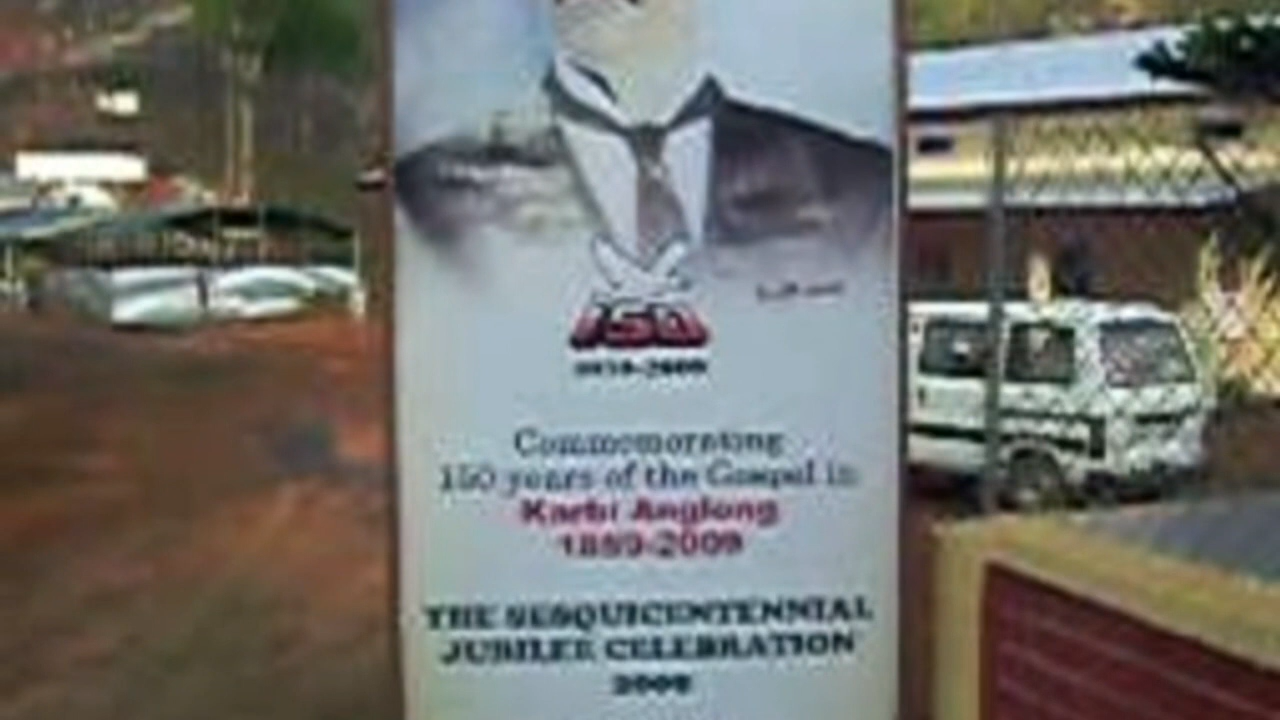 150
1859-2009
Commemorating
150 years of the Gospel in
Karbi Anglong
1859-2009
THE SESQUICENTENNIAL
JUBILEE CELEBRATION
2009